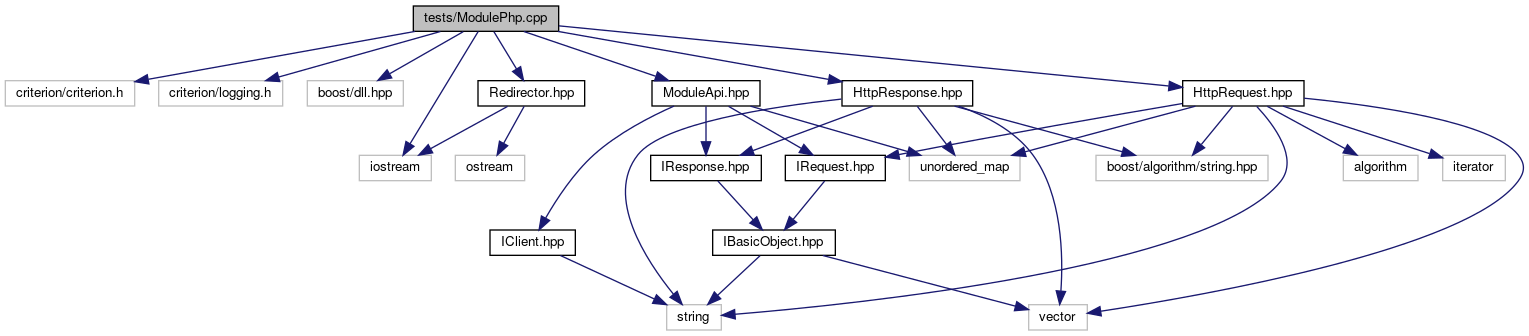 tests/ModulePhp.cpp
criterion/criterion.h
criterion/logging.h
boost/dll.hpp
Redirector.hpp
ModuleApi.hpp
HttpResponse.hpp
HttpRequest.hpp
iostream
ostream
IResponse.hpp
IRequest.hpp
unordered_map
boost/algorithm/string.hpp
algorithm
iterator
IClient.hpp
IBasicObject.hpp
string
vector